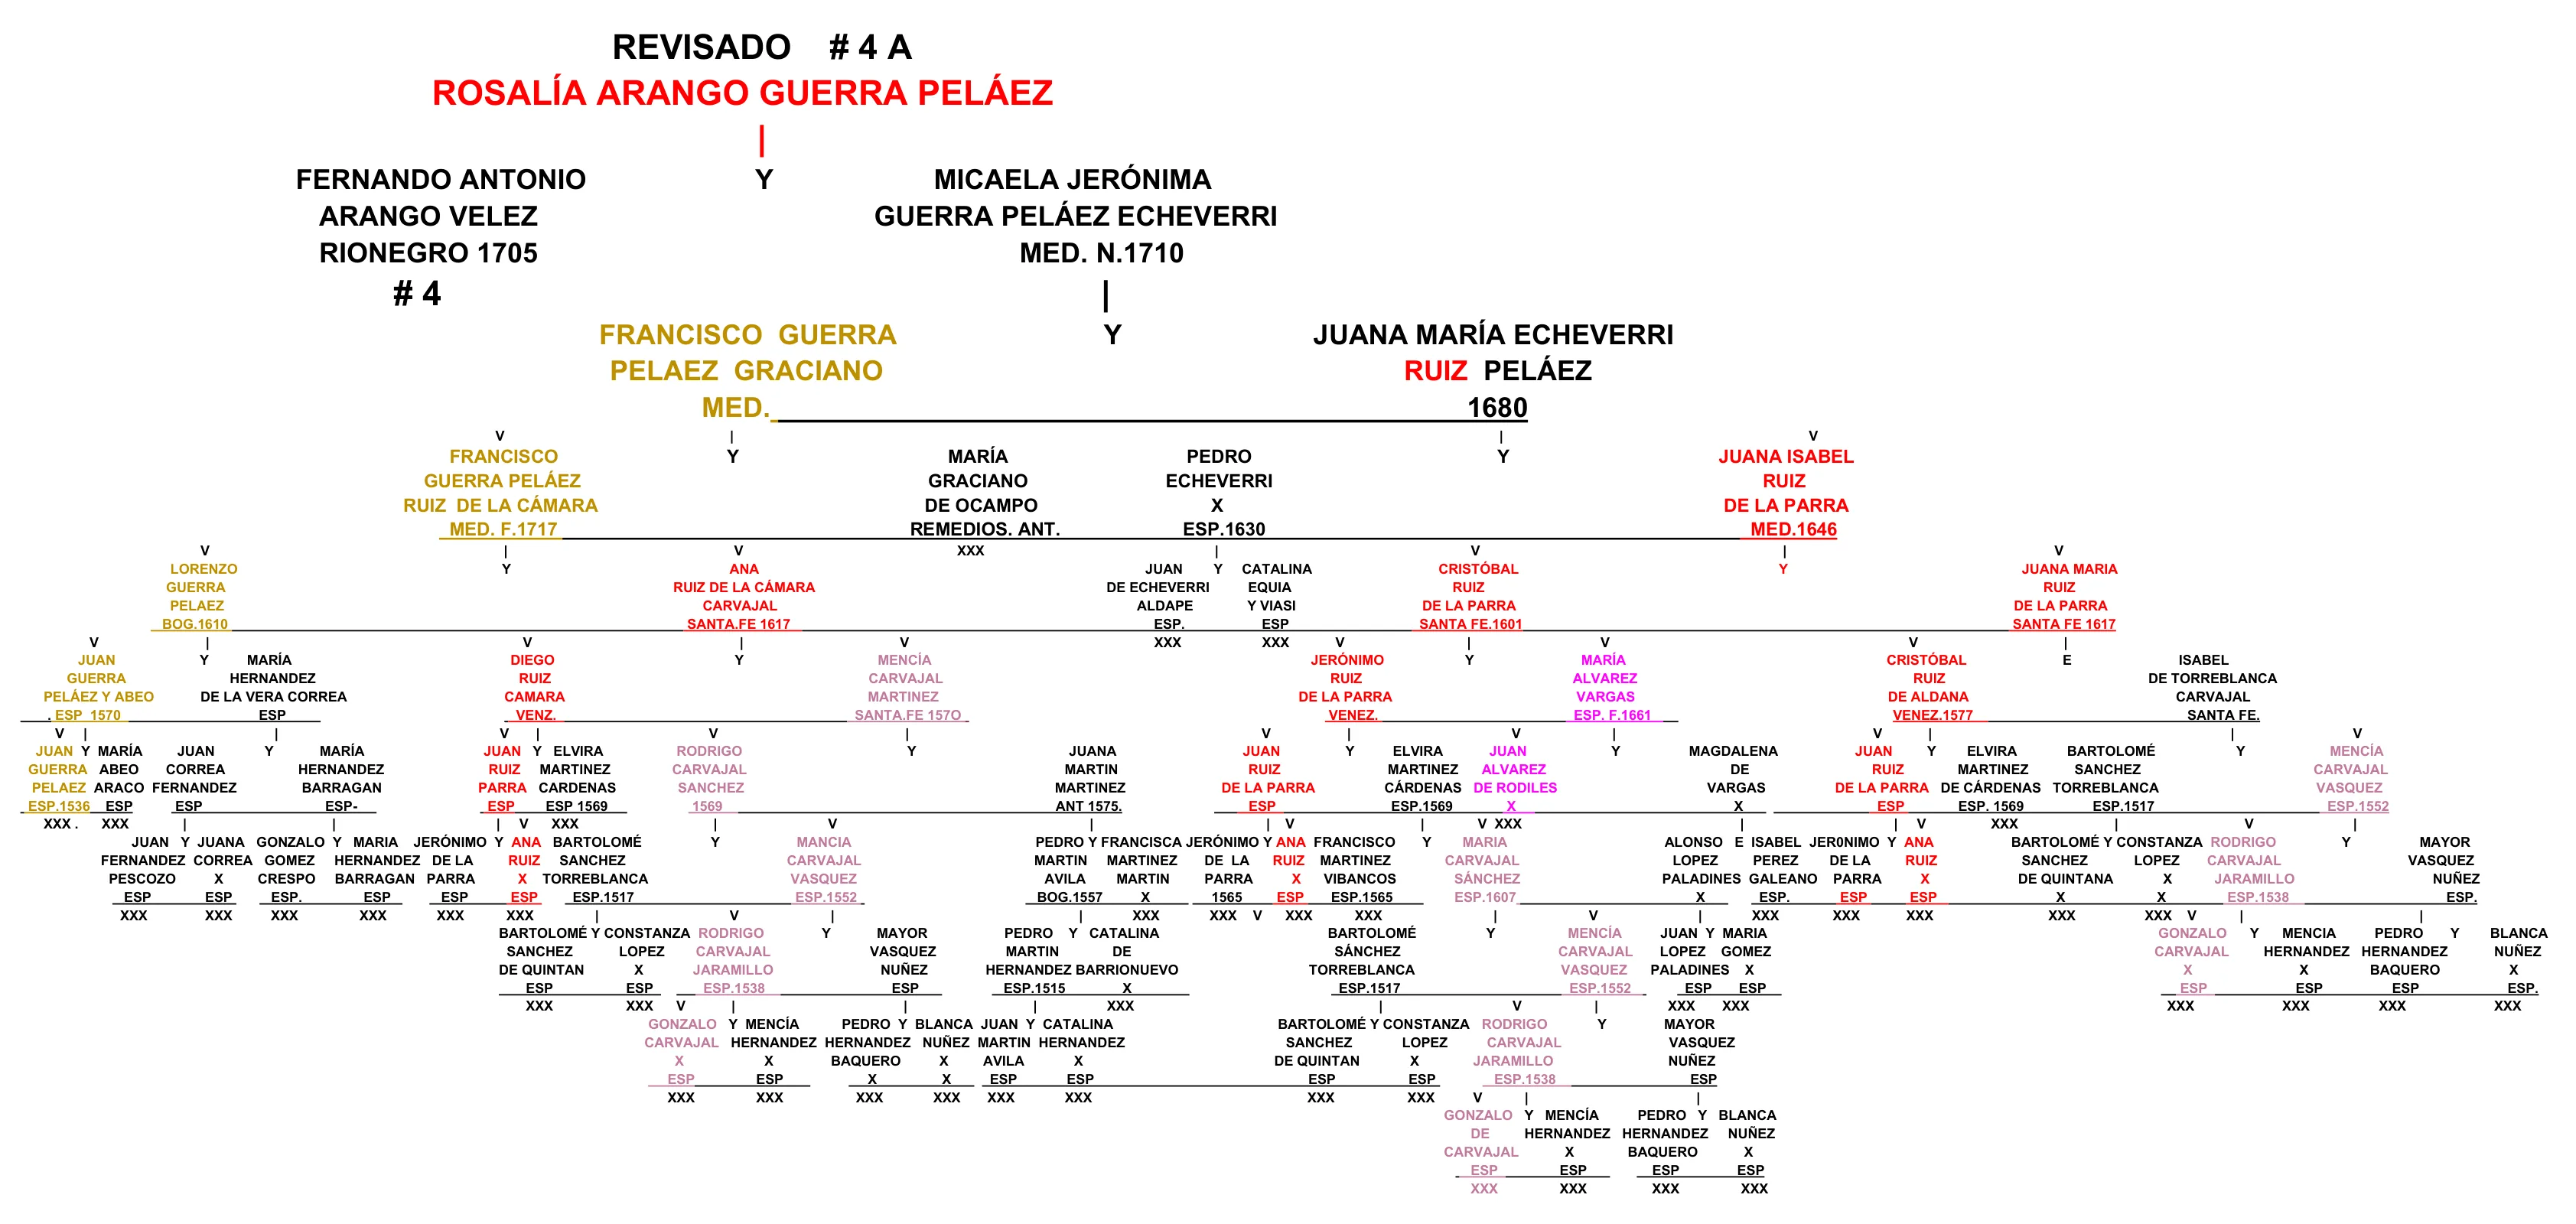 REVISADO # 4 A
ROSALÍA ARANGO GUERRA PELÁEZ
|
FERNANDO ANTONIO Y MICAELA JERÓNIMA
ARANGO VELEZ GUERRA PELÁEZ ECHEVERRI
RIONEGRO 1705 MED. N.1710
# 4 |
FRANCISCO GUERRA Y JUANA MARÍA ECHEVERRI
PELAEZ GRACIANO RUIZ PELÁEZ
MED. 1680
V | | V
FRANCISCO Y MARÍA PEDRO Y JUANA ISABEL
GUERRA PELÁEZ GRACIANO ECHEVERRI RUIZ
RUIZ DE LA CÁMARA DE OCAMPO X DE LA PARRA
MED. F.1717 REMEDIOS. ANT. ESP.1630 MED.1646
V | V XXX | V | V
LORENZO Y ANA JUAN Y CATALINA CRISTÓBAL Y JUANA MARIA
GUERRA RUIZ DE LA CÁMARA DE ECHEVERRI EQUIA RUIZ RUIZ
PELAEZ CARVAJAL ALDAPE Y VIASI DE LA PARRA DE LA PARRA
BOG.1610 SANTA.FE 1617 ESP. ESP SANTA FE.1601 SANTA FE 1617
V | V | V XXX XXX V | V V |
JUAN Y MARÍA DIEGO Y MENCÍA JERÓNIMO Y MARÍA CRISTÓBAL E ISABEL
GUERRA HERNANDEZ RUIZ CARVAJAL RUIZ ALVAREZ RUIZ DE TORREBLANCA
PELÁEZ Y ABEO DE LA VERA CORREA CAMARA MARTINEZ DE LA PARRA VARGAS DE ALDANA CARVAJAL
. ESP 1570 ESP VENZ. SANTA.FE 157O VENEZ. ESP. F.1661 VENEZ.1577 SANTA FE.
V | | V | V | V | V | V | | V
JUAN Y MARÍA JUAN Y MARÍA JUAN Y ELVIRA RODRIGO Y JUANA JUAN Y ELVIRA JUAN Y MAGDALENA JUAN Y ELVIRA BARTOLOMÉ Y MENCÍA
GUERRA ABEO CORREA HERNANDEZ RUIZ MARTINEZ CARVAJAL MARTIN RUIZ MARTINEZ ALVAREZ DE RUIZ MARTINEZ SANCHEZ CARVAJAL
PELAEZ ARACO FERNANDEZ BARRAGAN PARRA CARDENAS SANCHEZ MARTINEZ DE LA PARRA CÁRDENAS DE RODILES VARGAS DE LA PARRA DE CÁRDENAS TORREBLANCA VASQUEZ
ESP.1536 ESP ESP ESP- ESP ESP 1569 1569 ANT 1575. ESP ESP.1569 X X ESP ESP. 1569 ESP.1517 ESP.1552
XXX . XXX | | | V XXX | V | | V | V XXX | | V XXX | V |
JUAN Y JUANA GONZALO Y MARIA JERÓNIMO Y ANA BARTOLOMÉ Y MANCIA PEDRO Y FRANCISCA JERÓNIMO Y ANA FRANCISCO Y MARIA ALONSO E ISABEL JER0NIMO Y ANA BARTOLOMÉ Y CONSTANZA RODRIGO Y MAYOR
FERNANDEZ CORREA GOMEZ HERNANDEZ DE LA RUIZ SANCHEZ CARVAJAL MARTIN MARTINEZ DE LA RUIZ MARTINEZ CARVAJAL LOPEZ PEREZ DE LA RUIZ SANCHEZ LOPEZ CARVAJAL VASQUEZ
PESCOZO X CRESPO BARRAGAN PARRA X TORREBLANCA VASQUEZ AVILA MARTIN PARRA X VIBANCOS SÁNCHEZ PALADINES GALEANO PARRA X DE QUINTANA X JARAMILLO NUÑEZ
ESP ESP ESP. ESP ESP ESP ESP.1517 ESP.1552 BOG.1557 X 1565 ESP ESP.1565 ESP.1607 X ESP. ESP ESP X X ESP.1538 ESP.
XXX XXX XXX XXX XXX XXX | V | | XXX XXX V XXX XXX | V | XXX XXX XXX XXX XXX V | |
BARTOLOMÉ Y CONSTANZA RODRIGO Y MAYOR PEDRO Y CATALINA BARTOLOMÉ Y MENCÍA JUAN Y MARIA GONZALO Y MENCIA PEDRO Y BLANCA
SANCHEZ LOPEZ CARVAJAL VASQUEZ MARTIN DE SÁNCHEZ CARVAJAL LOPEZ GOMEZ CARVAJAL HERNANDEZ HERNANDEZ NUÑEZ
DE QUINTAN X JARAMILLO NUÑEZ HERNANDEZ BARRIONUEVO TORREBLANCA VASQUEZ PALADINES X X X BAQUERO X
ESP ESP ESP.1538 ESP ESP.1515 X ESP.1517 ESP.1552 ESP ESP ESP ESP ESP ESP.
XXX XXX V | | | XXX | V | XXX XXX XXX XXX XXX XXX
GONZALO Y MENCÍA PEDRO Y BLANCA JUAN Y CATALINA BARTOLOMÉ Y CONSTANZA RODRIGO Y MAYOR
CARVAJAL HERNANDEZ HERNANDEZ NUÑEZ MARTIN HERNANDEZ SANCHEZ LOPEZ CARVAJAL VASQUEZ
X X BAQUERO X AVILA X DE QUINTAN X JARAMILLO NUÑEZ
ESP ESP X X ESP ESP ESP ESP ESP.1538 ESP
XXX XXX XXX XXX XXX XXX XXX XXX V | |
GONZALO Y MENCÍA PEDRO Y BLANCA
DE HERNANDEZ HERNANDEZ NUÑEZ
CARVAJAL X BAQUERO X
ESP ESP ESP ESP
XXX XXX XXX XXX